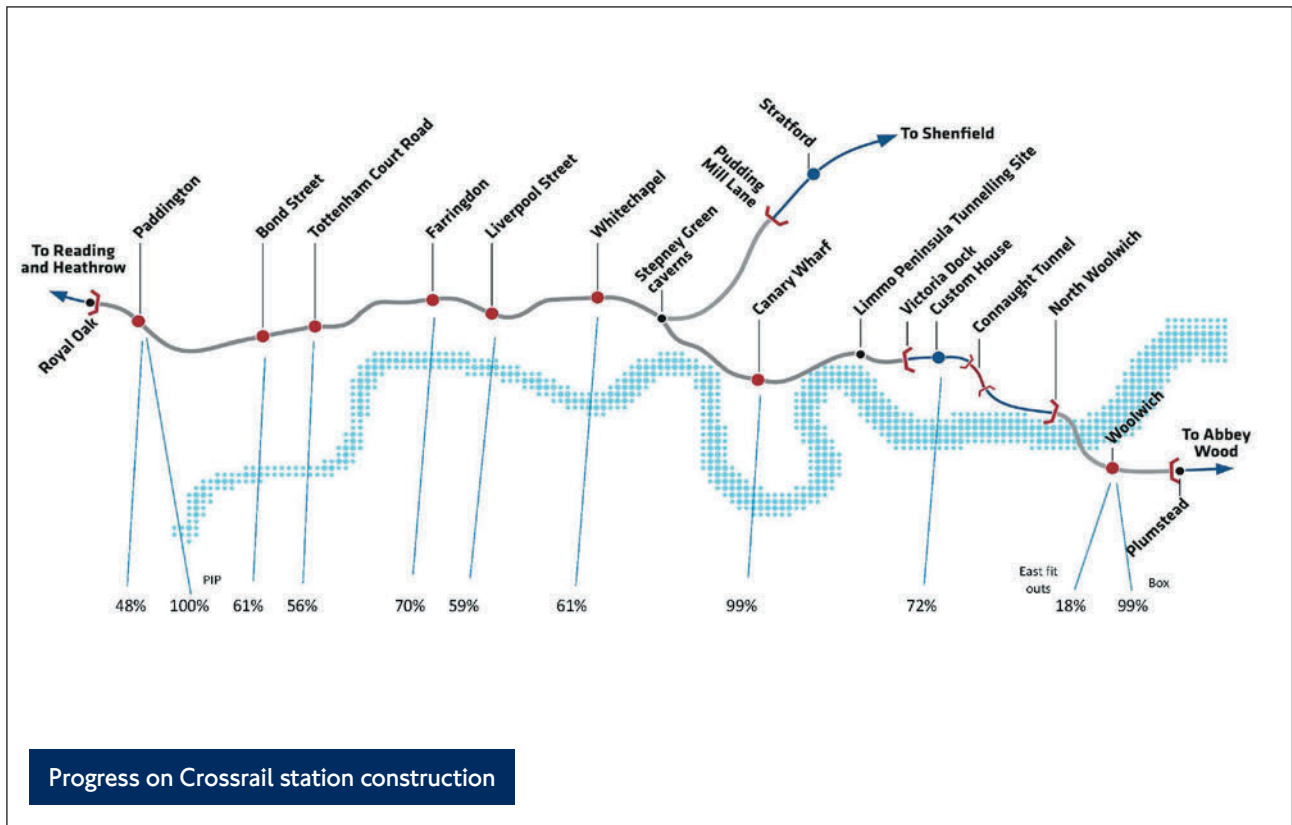 To Reading
and Heathrow
Royal Oak
Paddington
Bond Street
Tottenham Court Road
Farringdon
Liverpool Street
Whitechapel
Stepney Green
caverns
Pudding
Mill Lane
Stratford
To Shenfield
Canary Wharf
Limmo Peninsula Tunnelling Site
Victoria Dock
Custom House
Connaught Tunnel
North Woolwich
Woolwich
To Abbey
Wood
Plumstead
48%
PIP
100%
61%
56%
70%
59%
61%
99%
72%
East fit
outs
18%
Box
99%
Progress on Crossrail station construction